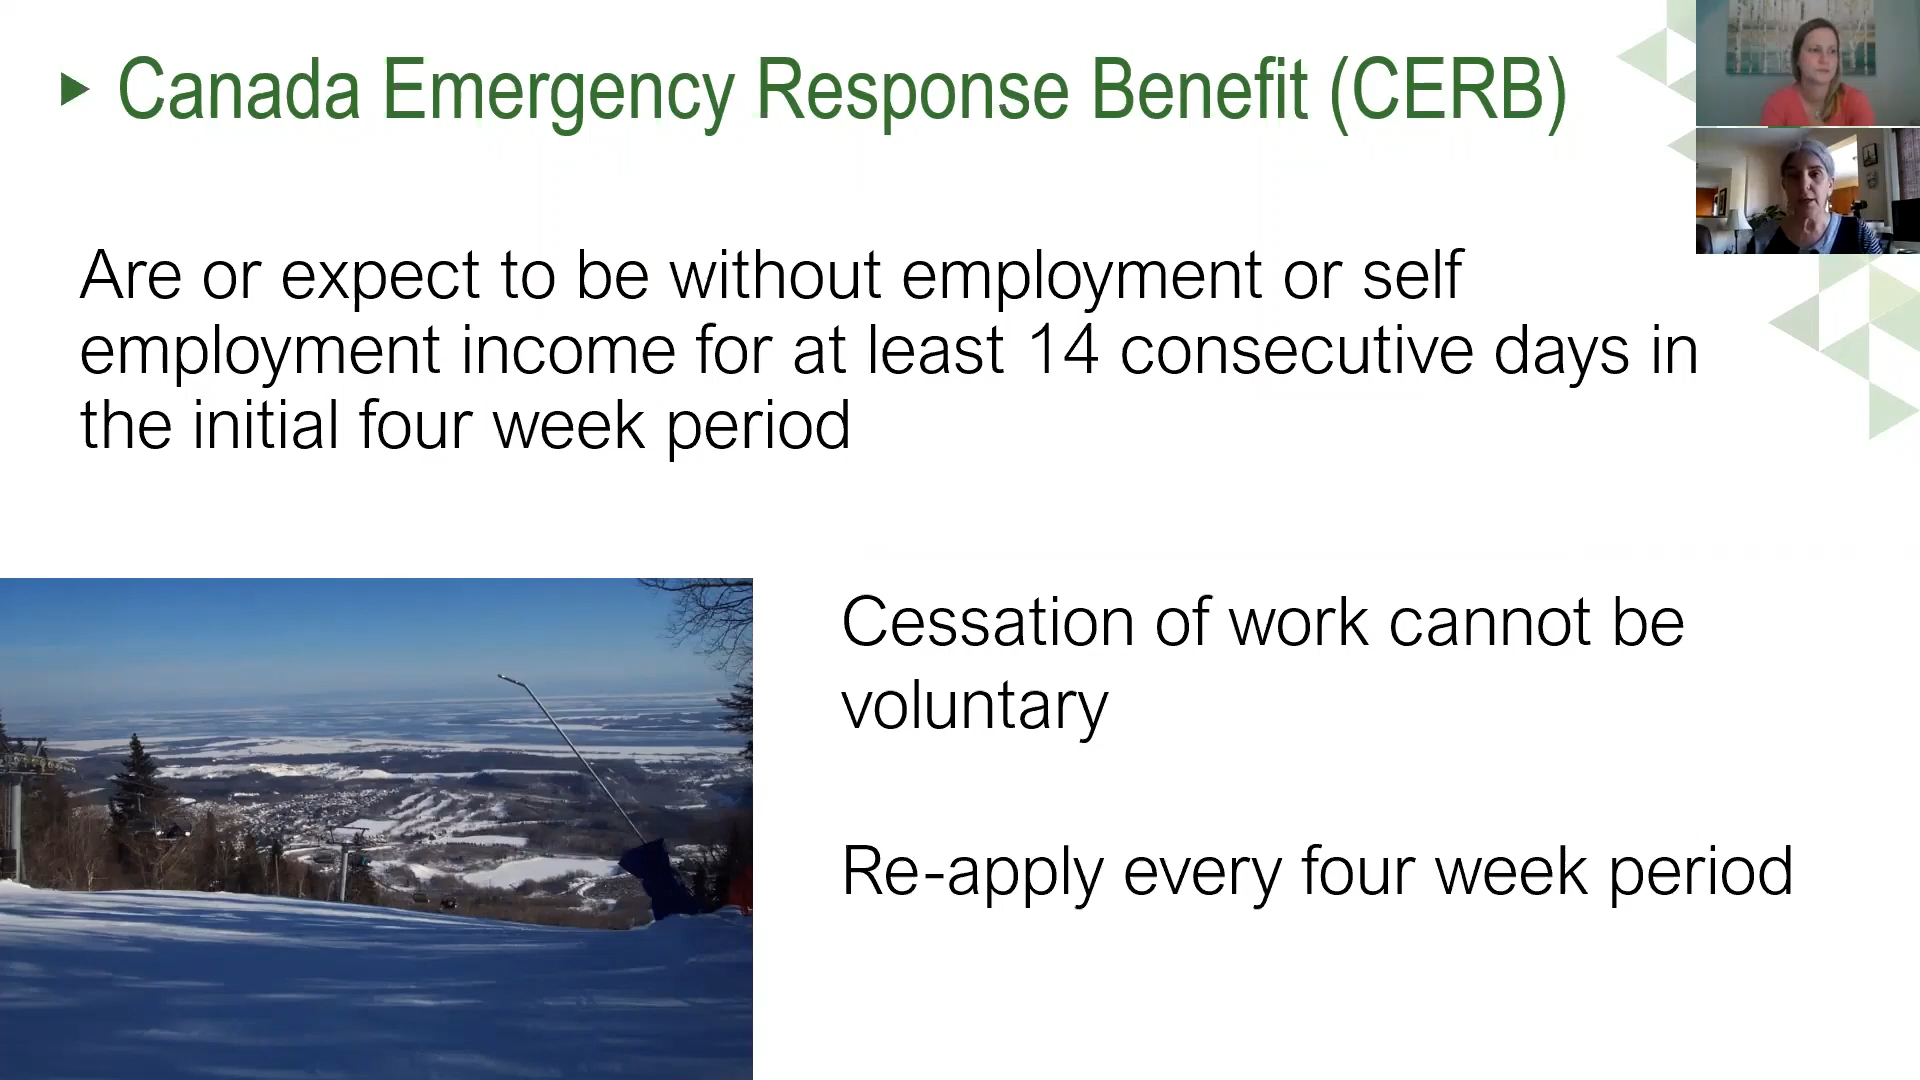 Canada Emergency Response Benefit (CERB)
Are or expect to be without employment or self
employment income for at least 14 consecutive days in
the initial four week period
Cessation of work cannot be
voluntary
Re-apply every four week period